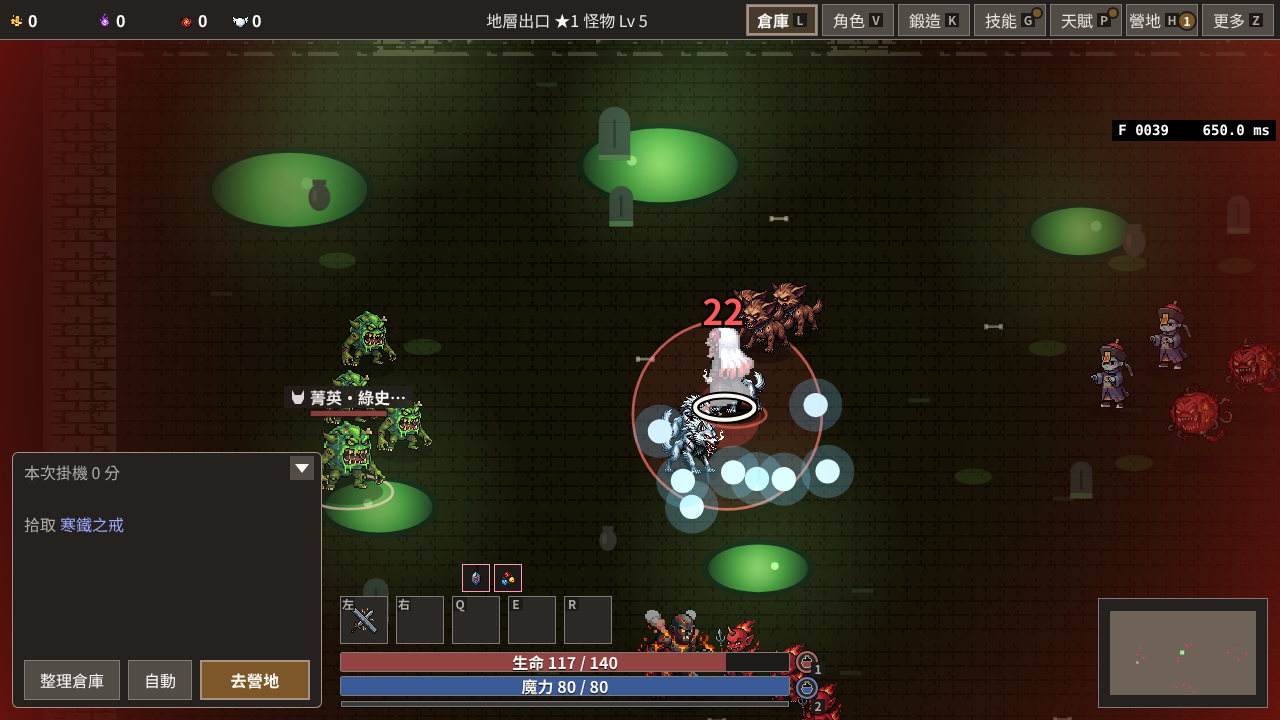 0
0
0
0
地層出口 ★1 怪物 Lv 5
倉庫 L
角色 V
鍛造 K
技能 G
天賦 P
營地 H 1
更多 Z
F 0039 650.0 ms
22
菁英・綠史…
本次掛機 0 分
拾取 寒鐵之戒
整理倉庫
自動
去營地
左
右
Q
E
R
生命 117 / 140
1
魔力 80 / 80
2